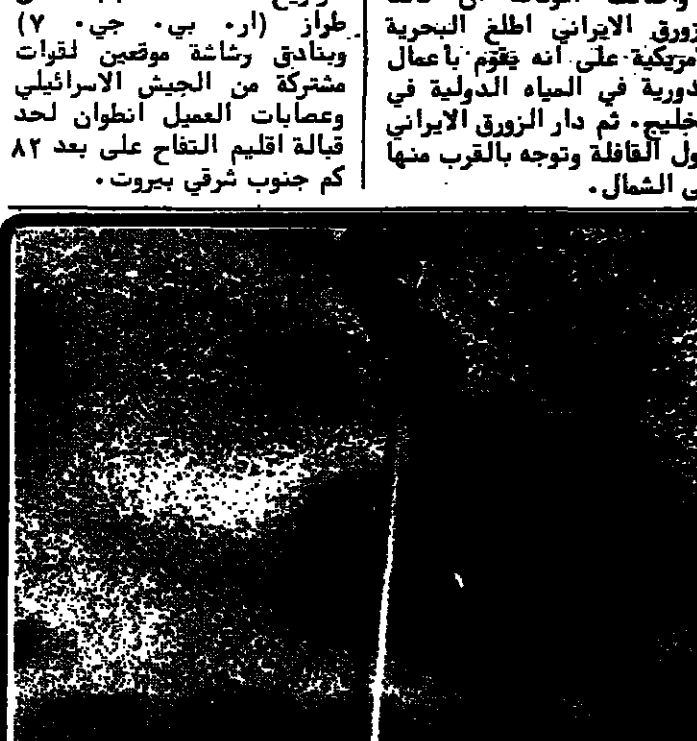 زورق الايراني اطلع البحرية
مريكية على انه يقوم بأعمال
دورية في المياه الدولية في
خليج. ثم دار الزورق الايراني
ول القافلة وتوجه بالقرب منها
ى الشمال.
طراز (ار. بي. جي. ٧)
وبنادق رشاشة موقعين لقوات
مشتركة من الجيش الاسرائيلي
وعصابات العميل انطوان لحد
قبالة اقليم التفاح على بعد ٨٢
كم جنوب شرقي بيروت.